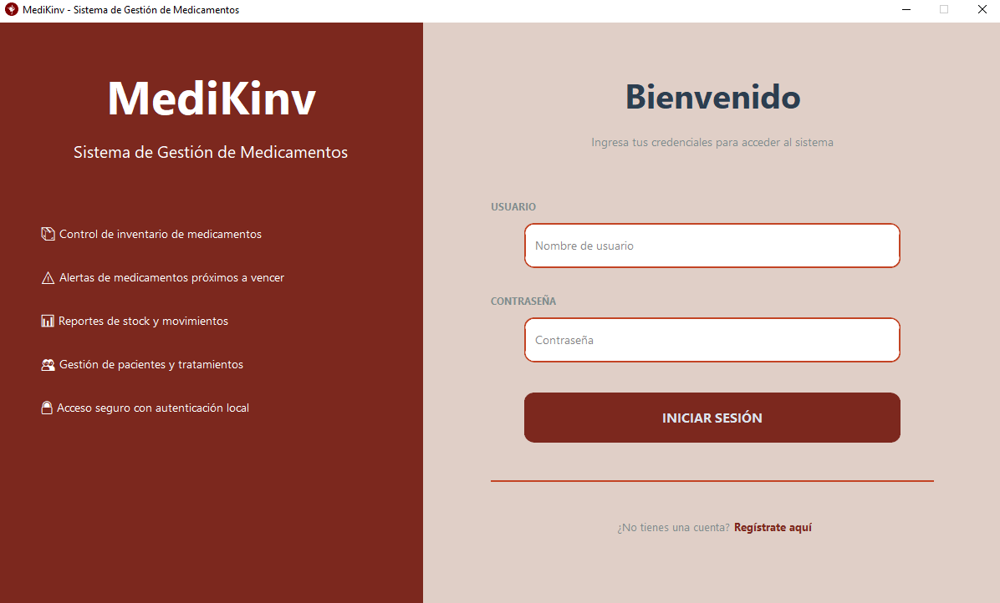 MediKinv - Sistema de Gestión de Medicamentos
MediKinv
Sistema de Gestión de Medicamentos
Control de inventario de medicamentos
Alertas de medicamentos próximos a vencer
Reportes de stock y movimientos
Gestión de pacientes y tratamientos
Acceso seguro con autenticación local
Bienvenido
Ingresa tus credenciales para acceder al sistema
USUARIO
Nombre de usuario
CONTRASEÑA
Contraseña
INICIAR SESIÓN
¿No tienes una cuenta? Regístrate aquí